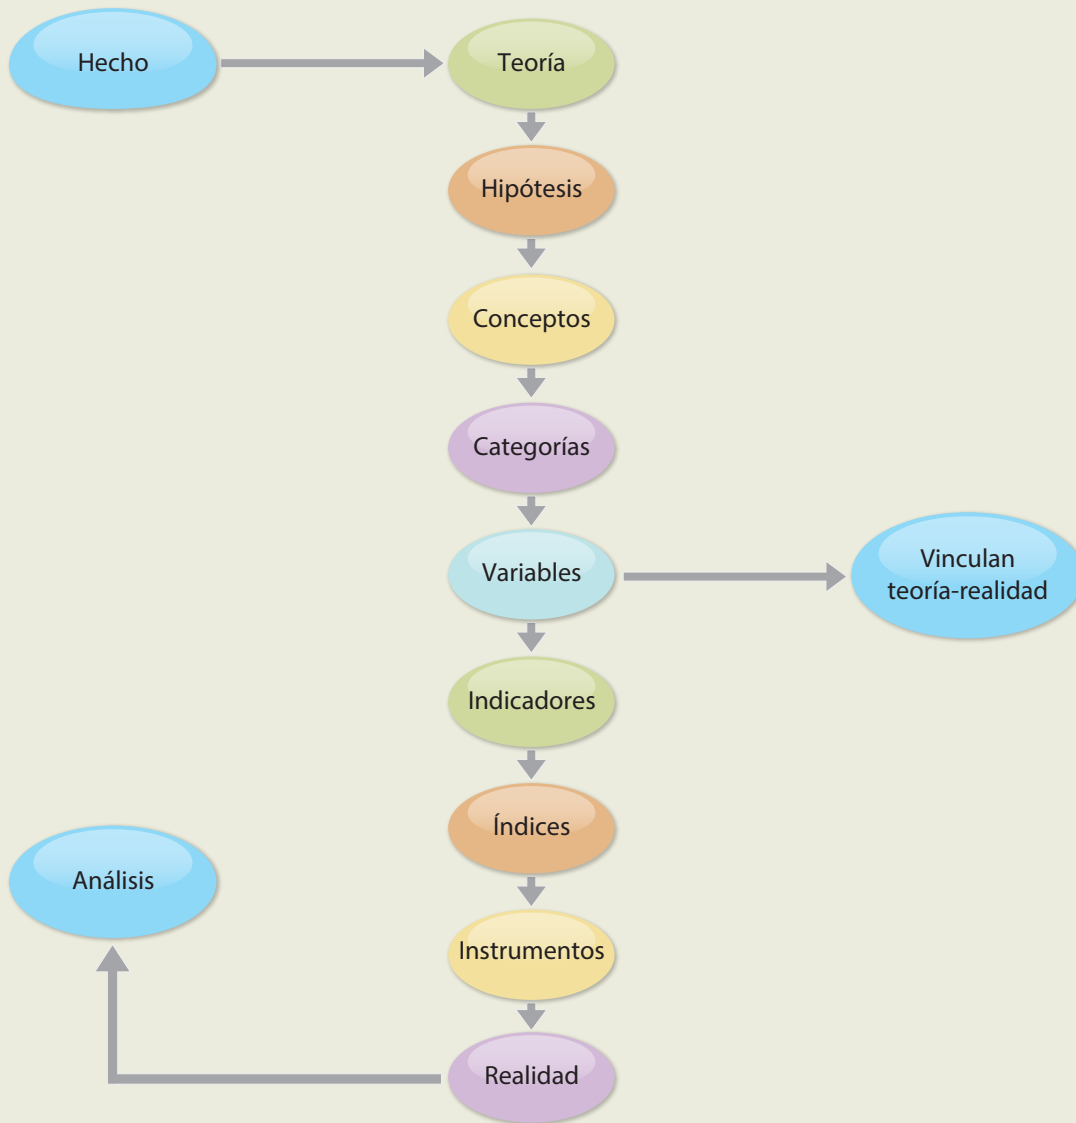 Hecho
Teoría
Hipótesis
Conceptos
Categorías
Variables
Vinculan
teoría-realidad
Indicadores
Índices
Análisis
Instrumentos
Realidad